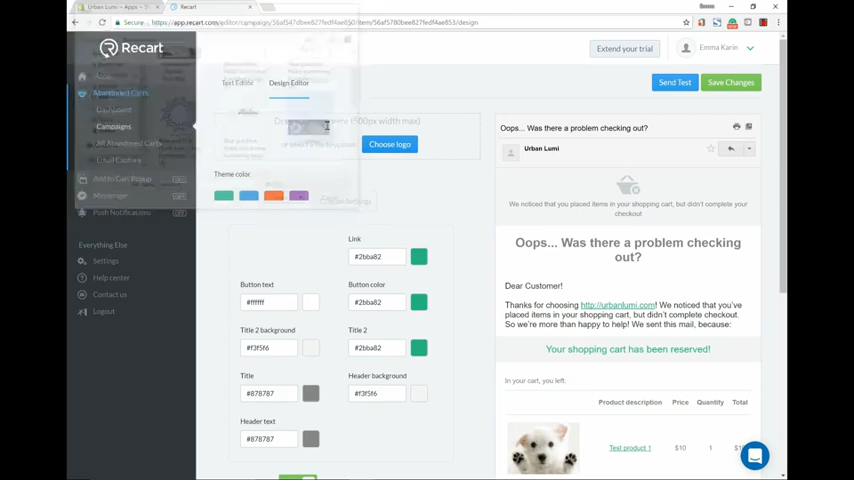 Urban Lumi ~ Shopify
Recart
Secure
https://app.recart.com/editor/campaign/56af547dbee827fedf4ae850/item/56af5780bee827fedf4ae853/design
Recart
Extend your trial
Emma Karin
Text Editor
Design Editor
Send Test
Save Changes
Abandoned Carts
Dashboard
Campaigns
All Abandoned Carts
Email Capture
Add to Cart Popup
OFF
Messenger
OFF
Push Notifications
OFF
Everything Else
Settings
Help center
Contact us
Logout
(500px width max)
Choose logo
Theme color:
Link
#2bba82
Button text
Button color
#ffffff
#2bba82
Title 2 background
Title 2
#f3f5f6
#2bba82
Title
Header background
#878787
#f3f5f6
Header text
#878787
Oops... Was there a problem checking out?
Urban Lumi
We noticed that you placed items in your shopping cart, but didn't complete your
checkout
Oops... Was there a problem checking
out?
Dear Customer!
Thanks for choosing http://urbanlumi.com! We noticed that you've
placed items in your shopping cart, but didn't complete checkout.
So we're more than happy to help! We sent this mail, because:
Your shopping cart has been reserved!
In your cart, you left:
Product description Price Quantity Total
Test product 1 $10 1